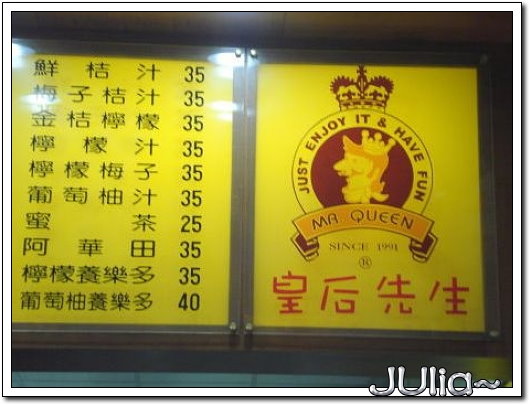 鮮桔汁 35
梅子桔汁 35
金桔檸檬 35
檸檬汁 35
檸檬梅子 35
葡萄柚汁 35
蜜茶 25
阿華田 35
檸檬養樂多 35
葡萄柚養樂多 40
JUST ENJOY IT & HAVE FUN
MR. QUEEN
SINCE 1991
®
皇后先生
JUlia~